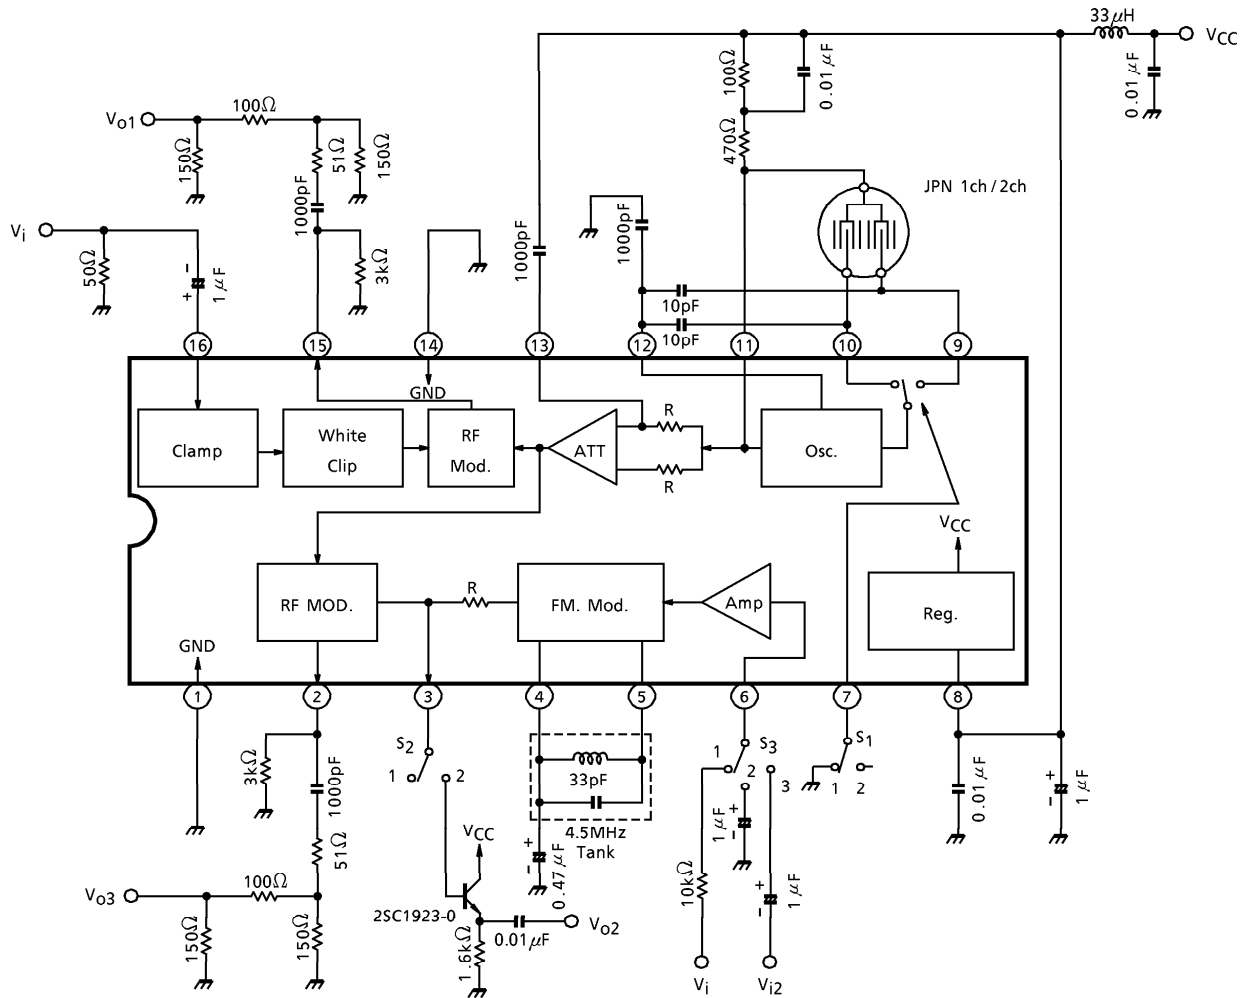 33μH
VCC
0.01μF
100Ω
0.01μF
100Ω
Vo1
150Ω
51Ω
150Ω
470Ω
1000pF
JPN 1ch/2ch
Vi
50Ω
- + 1μF
3kΩ
1000pF
1000pF
10pF
10pF
16
15
14
13
12
11
10
9
GND
Clamp
White
Clip
RF
Mod.
ATT
R
R
Osc.
VCC
RF MOD.
R
FM. Mod.
Amp
Reg.
GND
1
2
3
4
5
6
7
8
3kΩ
1000pF
51Ω
S2
1
2
33pF
4.5MHz
Tank
+ - 0.47μF
1
S3
2
3
+ - 1μF
S1
1
2
0.01μF
+ - 1μF
VCC
10kΩ
+ - 1μF
Vo3
100Ω
150Ω
150Ω
2SC1923-0
1.6kΩ
0.01μF
Vo2
Vi
Vi2